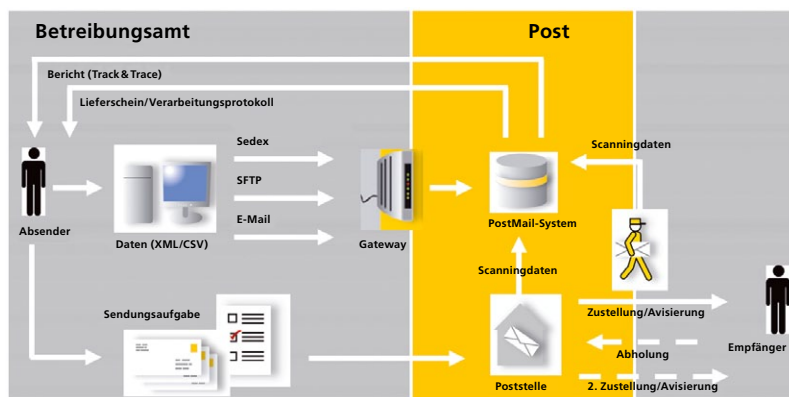 Betreibungsamt
Post
Bericht (Track & Trace)
Lieferschein/Verarbeitungsprotokoll
Sedex
Scanningdaten
SFTP
E-Mail
PostMail-System
Absender
Daten (XML/CSV)
Gateway
Scanningdaten
Sendungsaufgabe
Zustellung/Avisierung
Empfänger
Abholung
Poststelle
2. Zustellung/Avisierung